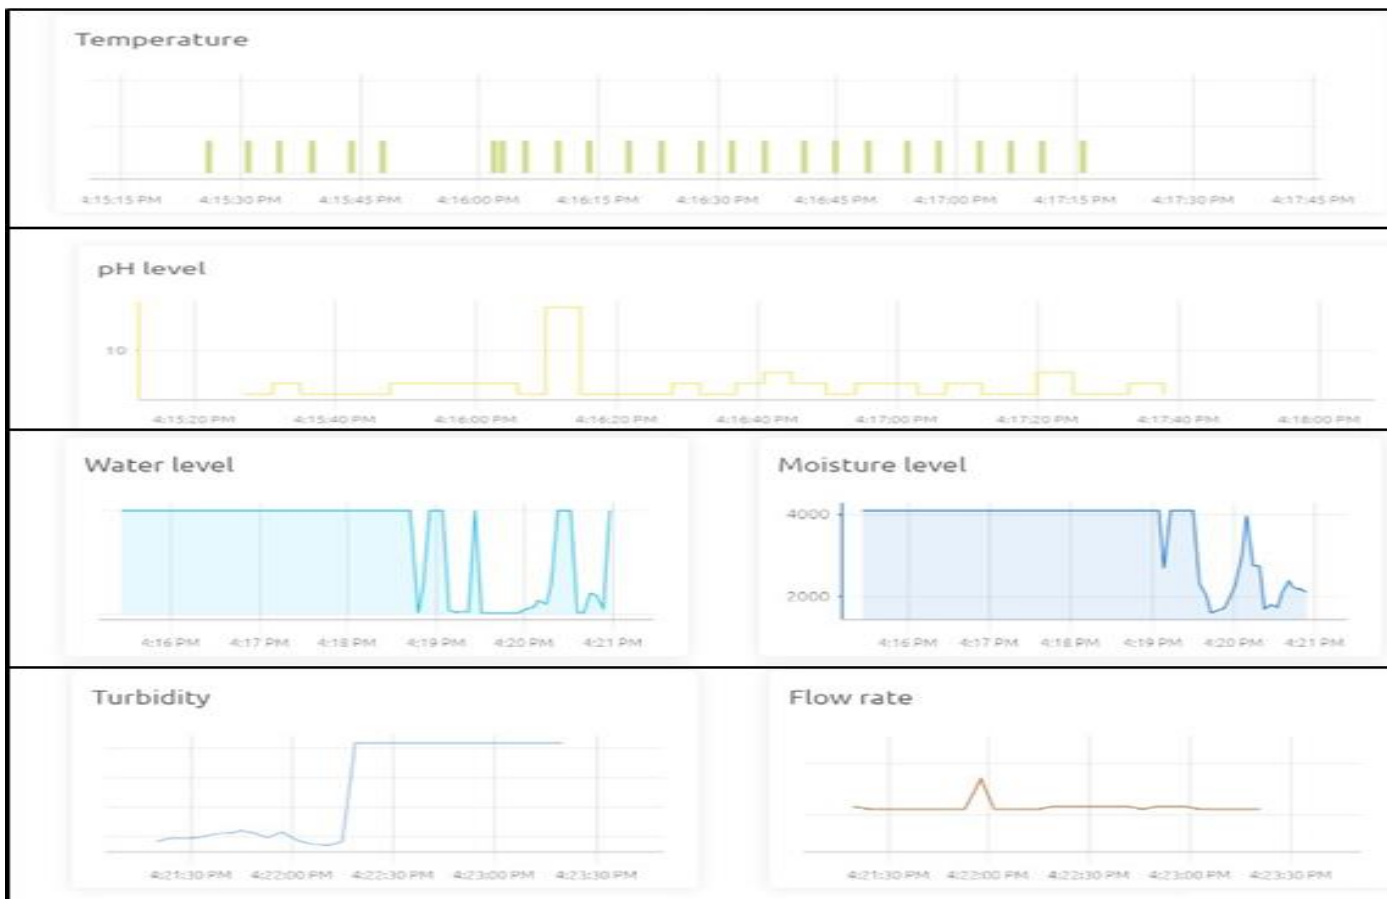 Temperature
4:15:15 PM 4:15:30 PM 4:15:45 PM 4:16:00 PM 4:16:15 PM 4:16:30 PM 4:16:45 PM 4:17:00 PM 4:17:15 PM 4:17:30 PM 4:17:45 PM
pH level
10
4:15:20 PM 4:15:40 PM 4:16:00 PM 4:16:20 PM 4:16:40 PM 4:17:00 PM 4:17:20 PM 4:17:40 PM 4:18:00 PM
Water level
4:16 PM 4:17 PM 4:18 PM 4:19 PM 4:20 PM 4:21 PM
Moisture level
4000
2000
4:16 PM 4:17 PM 4:18 PM 4:19 PM 4:20 PM 4:21 PM
Turbidity
4:21:30 PM 4:22:00 PM 4:22:30 PM 4:23:00 PM 4:23:30 PM
Flow rate
4:21:30 PM 4:22:00 PM 4:22:30 PM 4:23:00 PM 4:23:30 PM